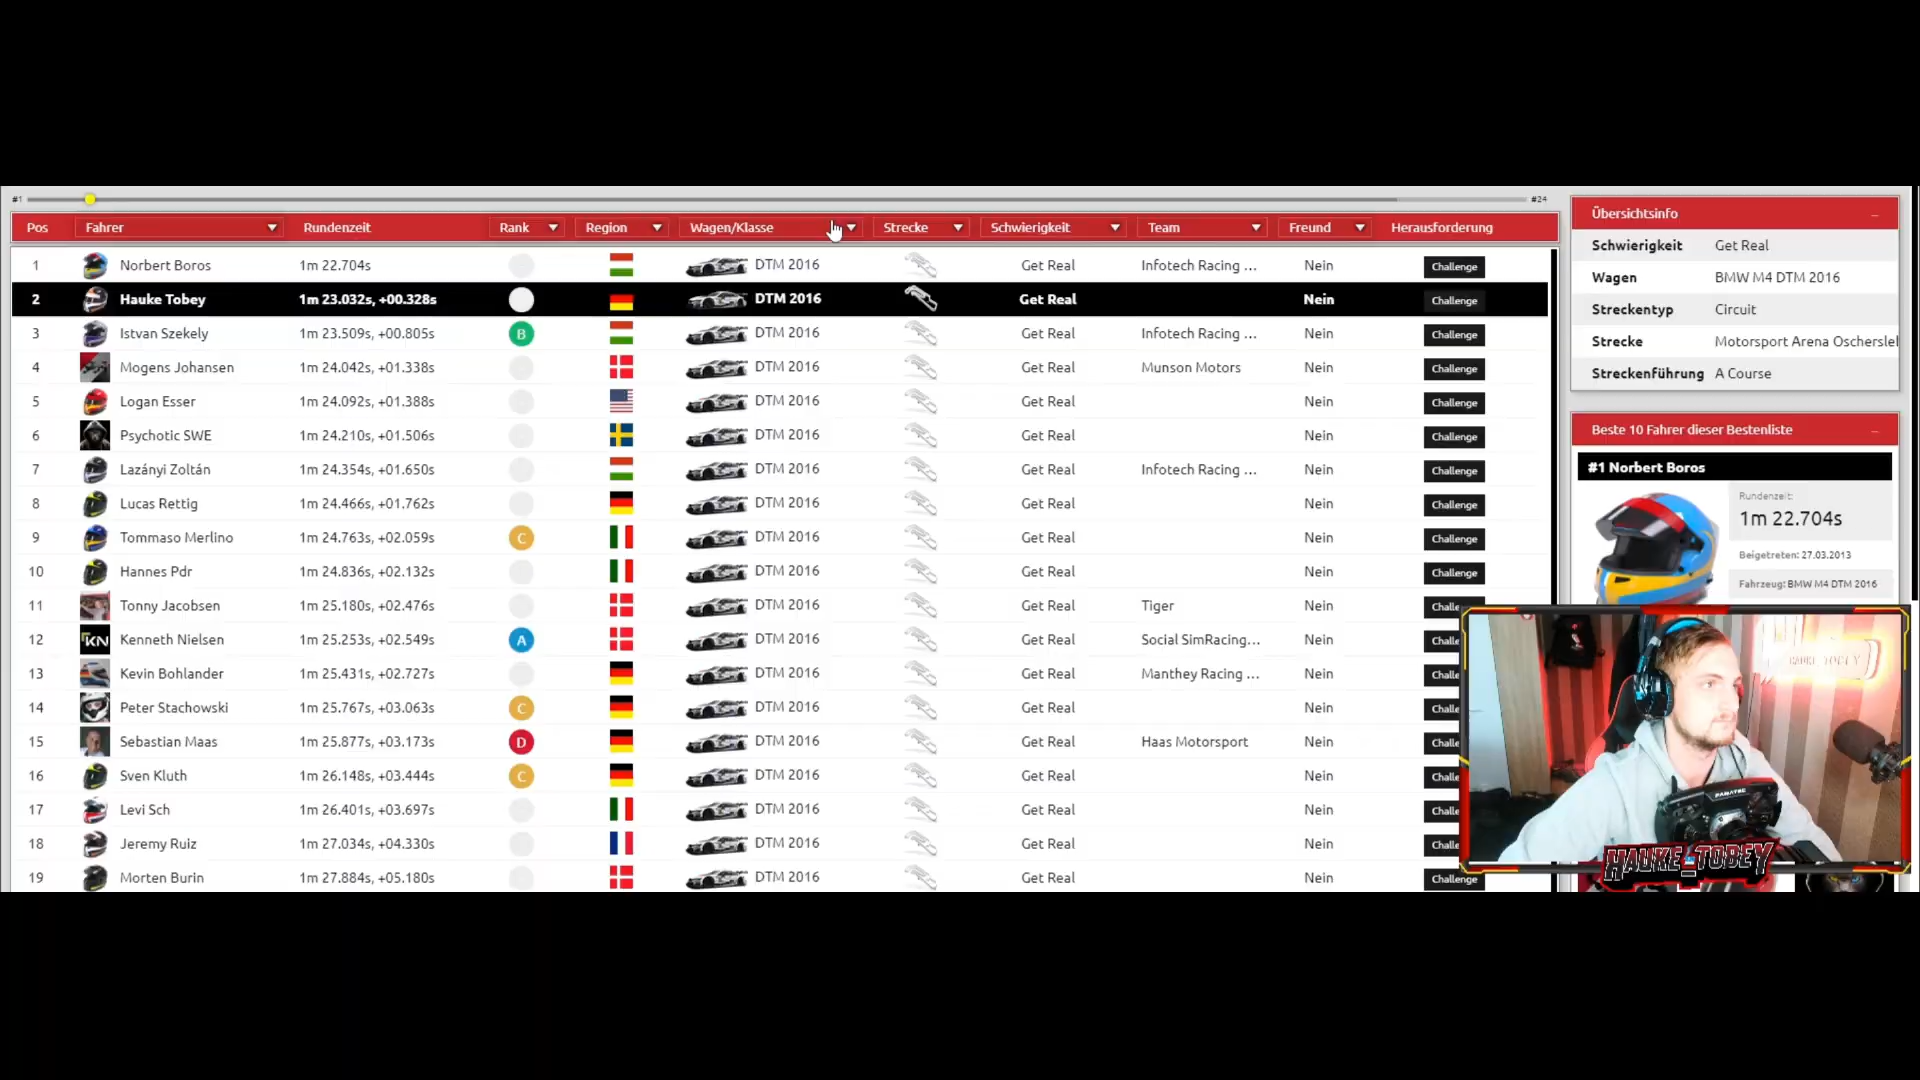 #1 #24
Pos Fahrer Rundenzeit Rank Region Wagen/Klasse Strecke Schwierigkeit Team Freund Herausforderung
1 Norbert Boros 1m 22.704s DTM 2016 Get Real Infotech Racing ... Nein Challenge
2 Hauke Tobey 1m 23.032s, +00.328s DTM 2016 Get Real Nein Challenge
3 Istvan Szekely 1m 23.509s, +00.805s B DTM 2016 Get Real Infotech Racing ... Nein Challenge
4 Mogens Johansen 1m 24.042s, +01.338s DTM 2016 Get Real Munson Motors Nein Challenge
5 Logan Esser 1m 24.092s, +01.388s DTM 2016 Get Real Nein Challenge
6 Psychotic SWE 1m 24.210s, +01.506s DTM 2016 Get Real Nein Challenge
7 Lazányi Zoltán 1m 24.354s, +01.650s DTM 2016 Get Real Infotech Racing ... Nein Challenge
8 Lucas Rettig 1m 24.466s, +01.762s DTM 2016 Get Real Nein Challenge
9 Tommaso Merlino 1m 24.763s, +02.059s C DTM 2016 Get Real Nein Challenge
10 Hannes Pdr 1m 24.836s, +02.132s DTM 2016 Get Real Nein Challenge
11 Tonny Jacobsen 1m 25.180s, +02.476s DTM 2016 Get Real Tiger Nein Challe
12 KN Kenneth Nielsen 1m 25.253s, +02.549s A DTM 2016 Get Real Social SimRacing... Nein Challe
13 Kevin Bohlander 1m 25.431s, +02.727s DTM 2016 Get Real Manthey Racing ... Nein Challe
14 Peter Stachowski 1m 25.767s, +03.063s C DTM 2016 Get Real Nein Challe
15 Sebastian Maas 1m 25.877s, +03.173s D DTM 2016 Get Real Haas Motorsport Nein Challe
16 Sven Kluth 1m 26.148s, +03.444s C DTM 2016 Get Real Nein Challe
17 Levi Sch 1m 26.401s, +03.697s DTM 2016 Get Real Nein Challe
18 Jeremy Ruiz 1m 27.034s, +04.330s DTM 2016 Get Real Nein Challe
19 Morten Burin 1m 27.884s, +05.180s DTM 2016 Get Real Nein Challenge
Übersichtsinfo
Schwierigkeit Get Real
Wagen BMW M4 DTM 2016
Streckentyp Circuit
Strecke Motorsport Arena Oscherslel
Streckenführung A Course
Beste 10 Fahrer dieser Bestenliste
#1 Norbert Boros
Rundenzeit:
1m 22.704s
Beigetreten: 27.03.2013
Fahrzeug: BMW M4 DTM 2016
HAUKE TOBEY
FANATEC
HAUKE_TOBEY